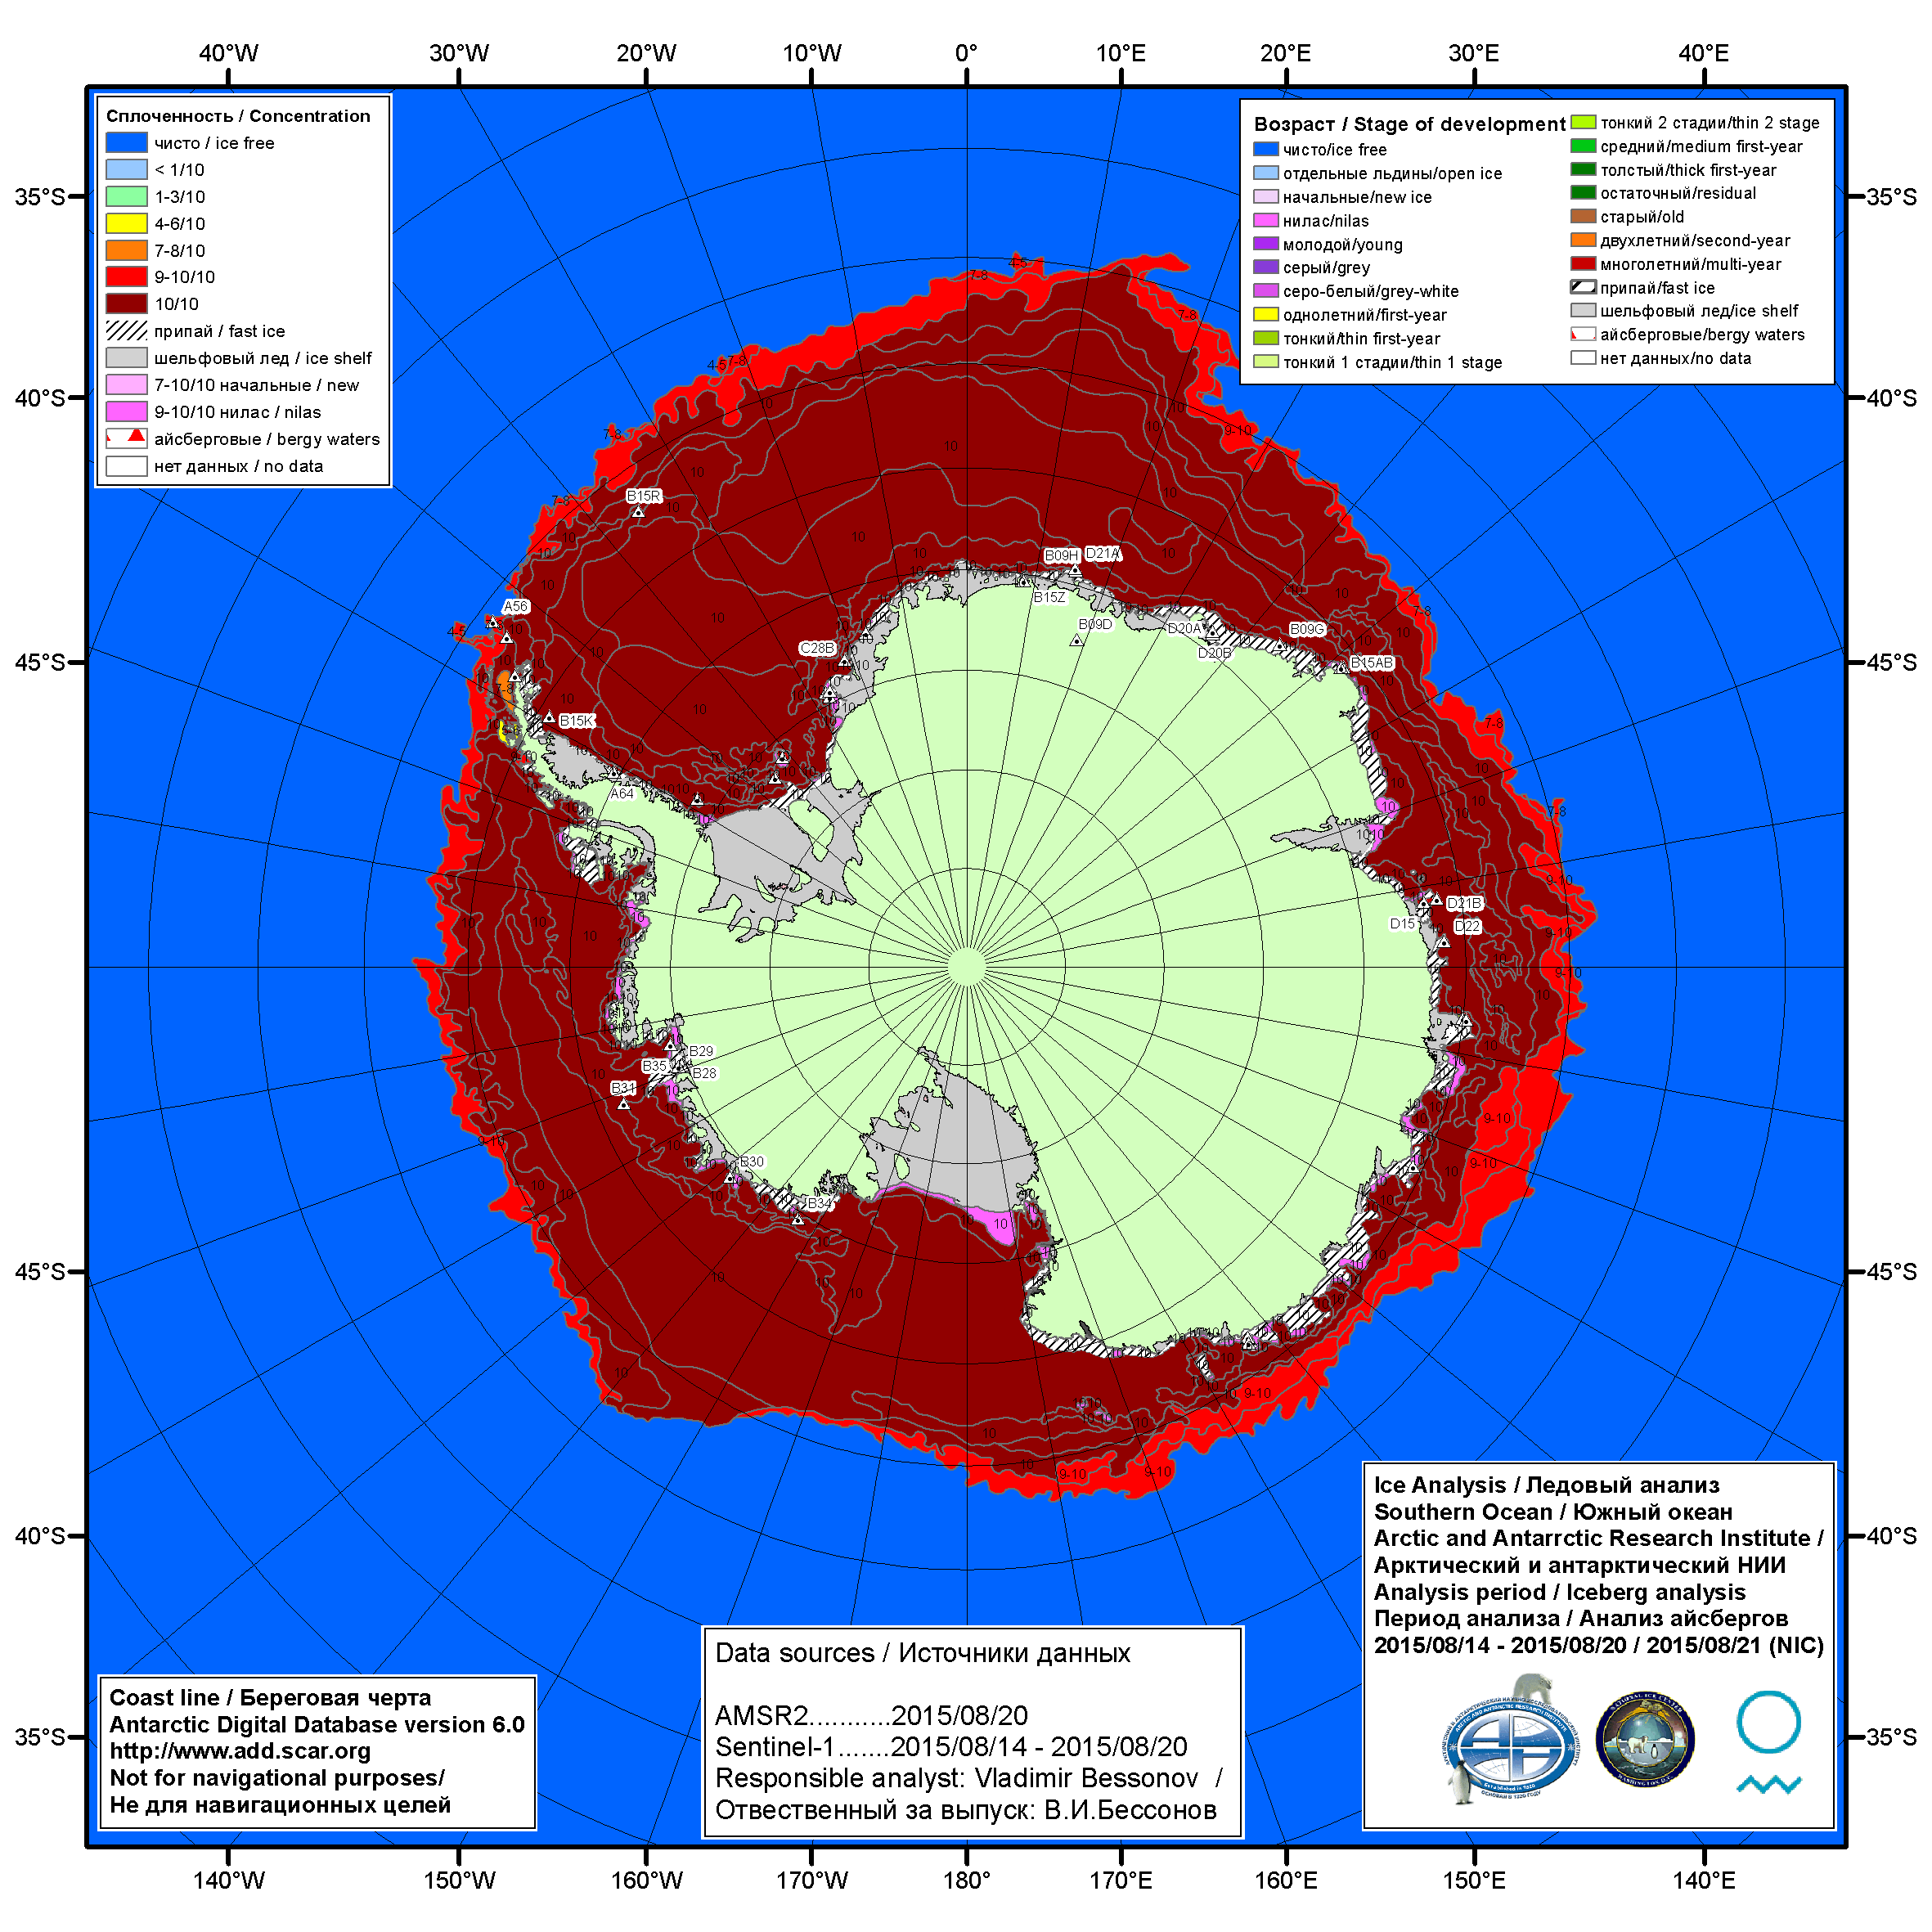 40°W 30°W 20°W 10°W 0° 10°E 20°E 30°E 40°E
Сплоченность / Concentration
чисто / ice free
< 1/10
1-3/10
4-6/10
7-8/10
9-10/10
10/10
припай / fast ice
шельфовый лед / ice shelf
7-10/10 начальные / new
9-10/10 нилас / nilas
айсберговые / bergy waters
нет данных / no data
Возраст / Stage of development
чисто/ice free
отдельные льдины/open ice
начальные/new ice
нилас/nilas
молодой/young
серый/grey
серо-белый/grey-white
однолетний/first-year
тонкий/thin first-year
тонкий 1 стадии/thin 1 stage
тонкий 2 стадии/thin 2 stage
средний/medium first-year
толстый/thick first-year
остаточный/residual
старый/old
двухлетний/second-year
многолетний/multi-year
припай/fast ice
шельфовый лед/ice shelf
айсберговые/bergy waters
нет данных/no data
35°S
35°S
40°S
40°S
45°S
45°S
45°S
45°S
40°S
40°S
35°S
35°S
B15R
B09H
D21A
B15Z
A56
B09D
D20A
D20B
B09G
C28B
B15AB
B15K
A64
D21B
D15
D22
B29
B35
B28
B31
B30
B34
Ice Analysis / Ледовый анализ
Southern Ocean / Южный океан
Arctic and Antarrctic Research Institute /
Арктический и антарктический НИИ
Analysis period / Iceberg analysis
Период анализа / Анализ айсбергов
2015/08/14 - 2015/08/20 / 2015/08/21 (NIC)
Data sources / Источники данных
AMSR2...........2015/08/20
Sentinel-1.......2015/08/14 - 2015/08/20
Responsible analyst: Vladimir Bessonov /
Отвественный за выпуск: В.И.Бессонов
Coast line / Береговая черта
Antarctic Digital Database version 6.0
http://www.add.scar.org
Not for navigational purposes/
Не для навигационных целей
140°W 150°W 160°W 170°W 180° 170°E 160°E 150°E 140°E